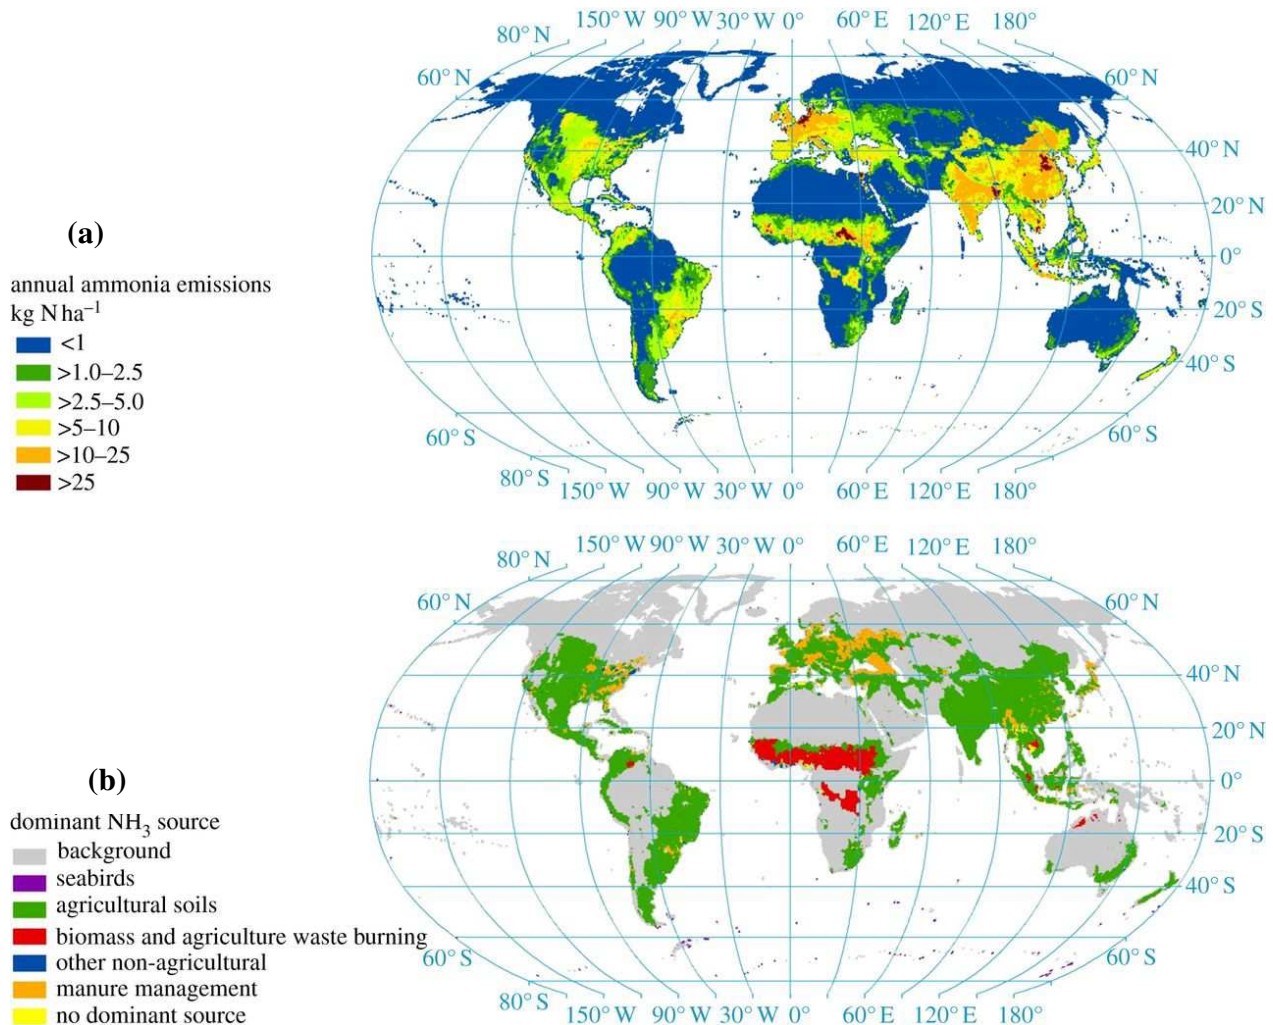 150° W 90° W 30° W 0° 60° E 120° E 180°
80° N
60° N 60° N
40° N
(a) 20° N
0°
annual ammonia emissions
kg N ha⁻¹
<1 20° S
>1.0–2.5
>2.5–5.0 40° S
>5–10
>10–25 60° S 60° S
>25 80° S
150° W 90° W 30° W 0° 60° E 120° E 180°
150° W 90° W 30° W 0° 60° E 120° E 180°
80° N
60° N 60° N
40° N
20° N
(b) 0°
dominant NH₃ source
background 20° S
seabirds
agricultural soils 40° S
biomass and agriculture waste burning
other non-agricultural 60° S 60° S
manure management
no dominant source 80° S
150° W 90° W 30° W 0° 60° E 120° E 180°